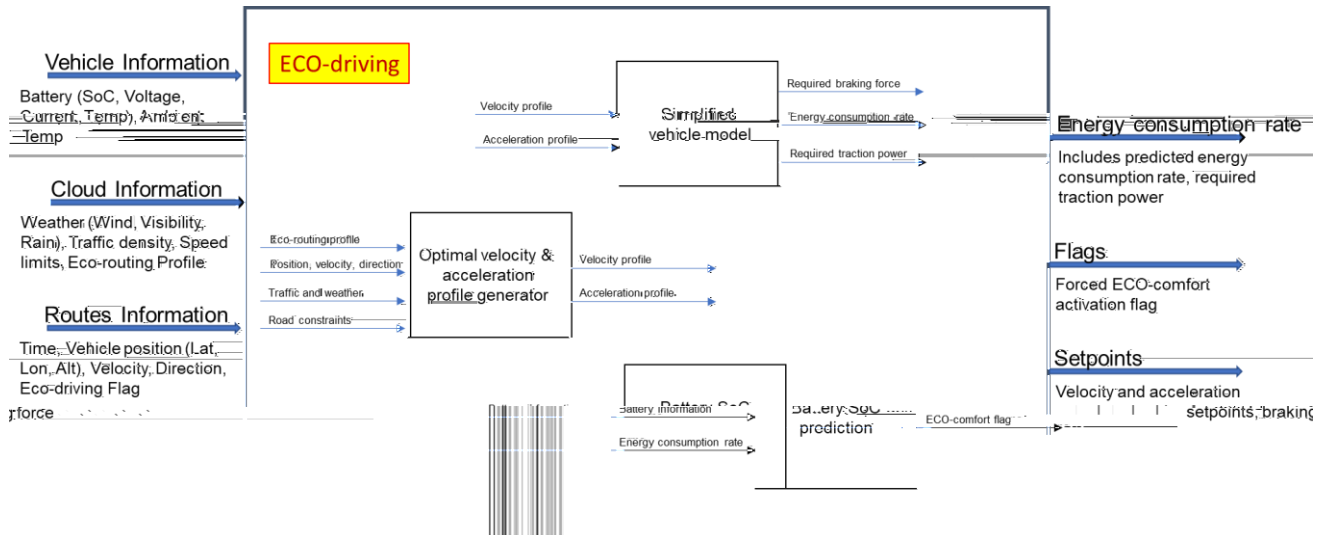 Vehicle Information
Battery (SoC, Voltage,
Current, Temp), Ambient
Temp
Cloud Information
Weather (Wind, Visibility,
Rain), Traffic density, Speed
limits, Eco-routing Profile
Routes Information
Time, Vehicle position (Lat,
Lon, Alt), Velocity, Direction,
Eco-driving Flag
g force
ECO-driving
Velocity profile
Acceleration profile
Simplified
vehicle model
Required braking force
Energy consumption rate
Required traction power
Eco-routing profile
Position, velocity, direction
Traffic and weather
Road constraints
Optimal velocity &
acceleration
profile generator
Velocity profile
Acceleration profile
Battery SoC
Battery information
Energy consumption rate
Battery SoC
prediction
ECO-comfort flag
Energy consumption rate
Includes predicted energy
consumption rate, required
traction power
Flags
Forced ECO-comfort
activation flag
Setpoints
Velocity and acceleration
setpoints, braking